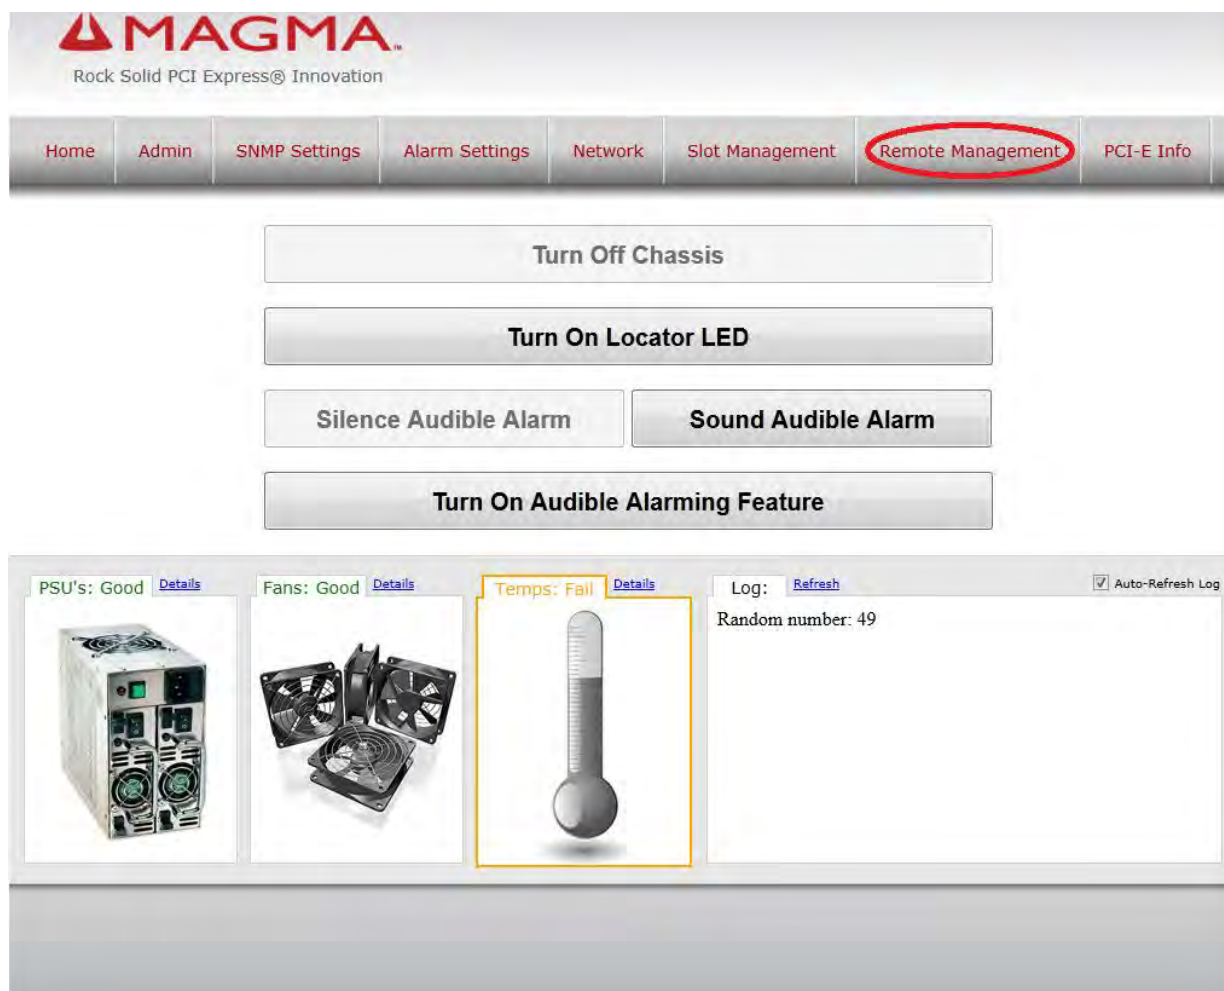 MAGMA™
Rock Solid PCI Express® Innovation
Home Admin SNMP Settings Alarm Settings Network Slot Management Remote Management PCI-E Info
Turn Off Chassis
Turn On Locator LED
Silence Audible Alarm Sound Audible Alarm
Turn On Audible Alarming Feature
PSU's: Good Details Fans: Good Details Temps: Fail Details Log: Refresh Auto-Refresh Log
Random number: 49